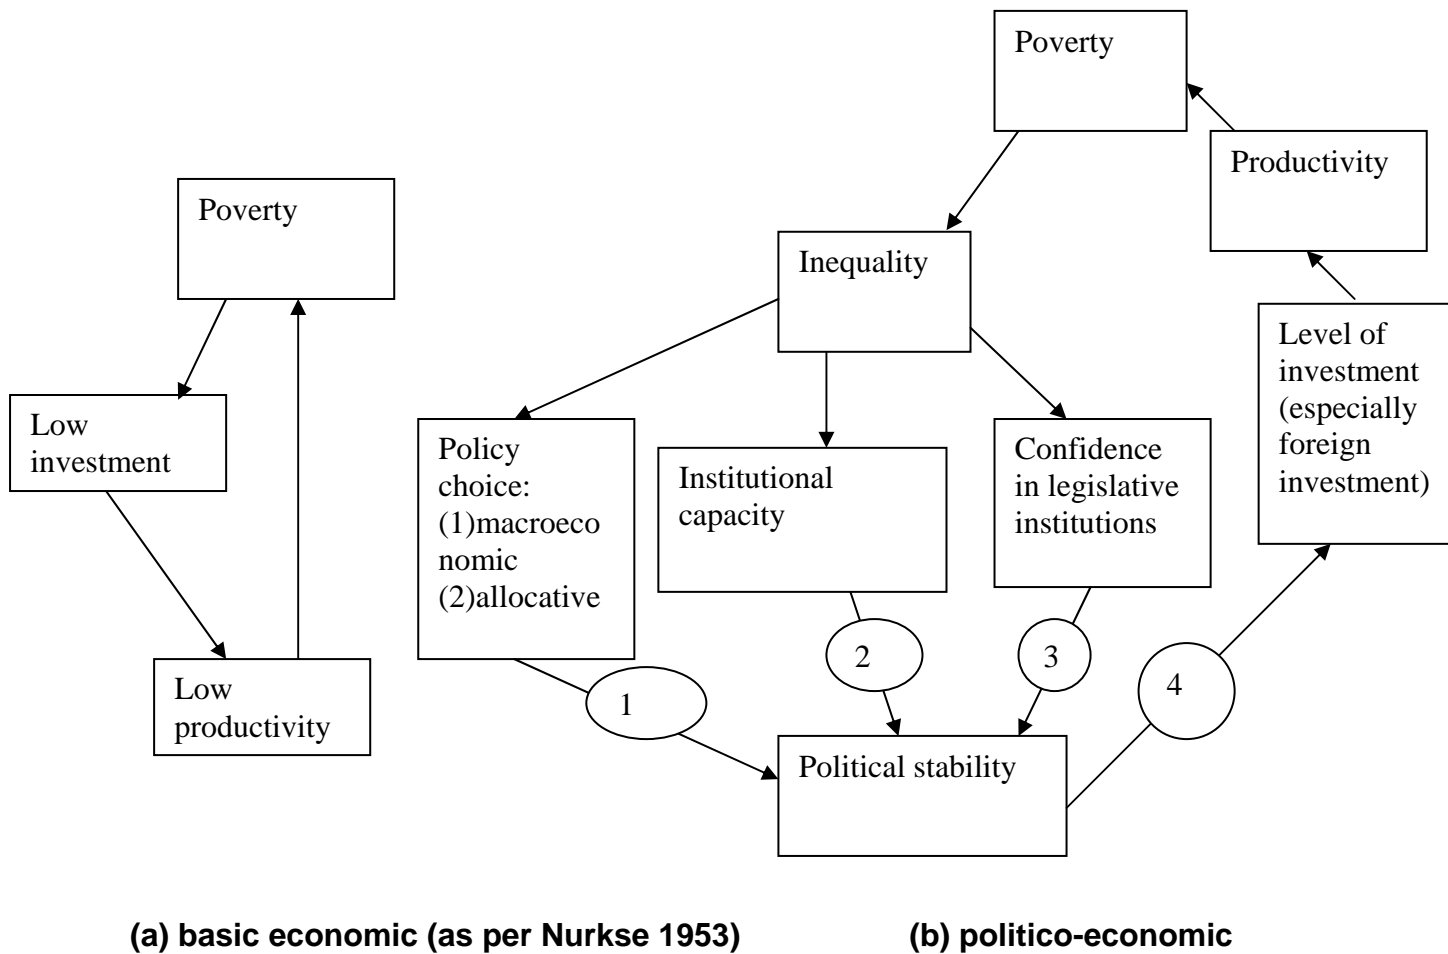 Poverty
Low
investment
Low
productivity
Poverty
Productivity
Inequality
Level of
investment
(especially
foreign
investment)
Policy
choice:
(1)macroeco
nomic
(2)allocative
Institutional
capacity
Confidence
in legislative
institutions
1
2
3
4
Political stability
(a) basic economic (as per Nurkse 1953)
(b) politico-economic